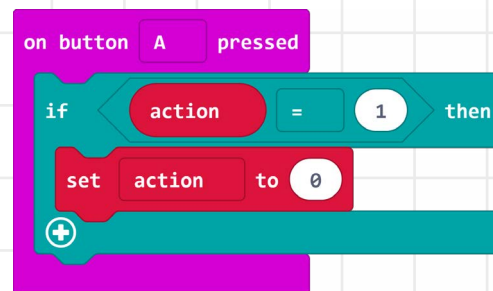 on button A pressed
if action = 1 then
set action to 0